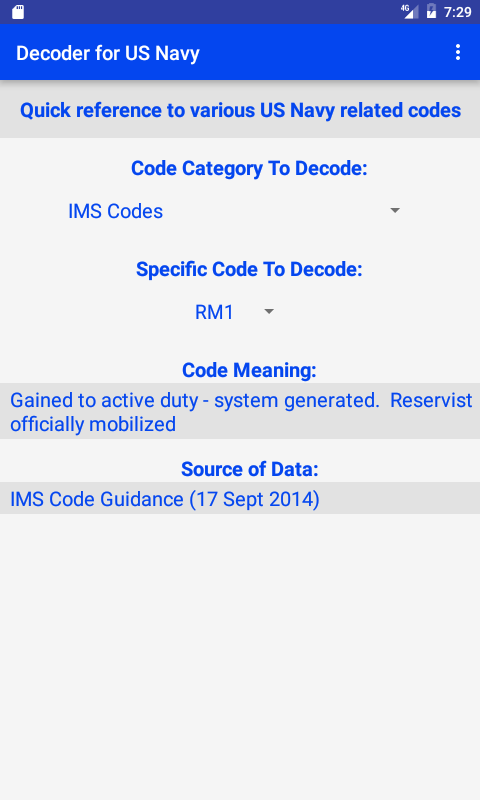 4G 7:29
Decoder for US Navy
Quick reference to various US Navy related codes
Code Category To Decode:
IMS Codes
Specific Code To Decode:
RM1
Code Meaning:
Gained to active duty - system generated.  Reservist
officially mobilized
Source of Data:
IMS Code Guidance (17 Sept 2014)